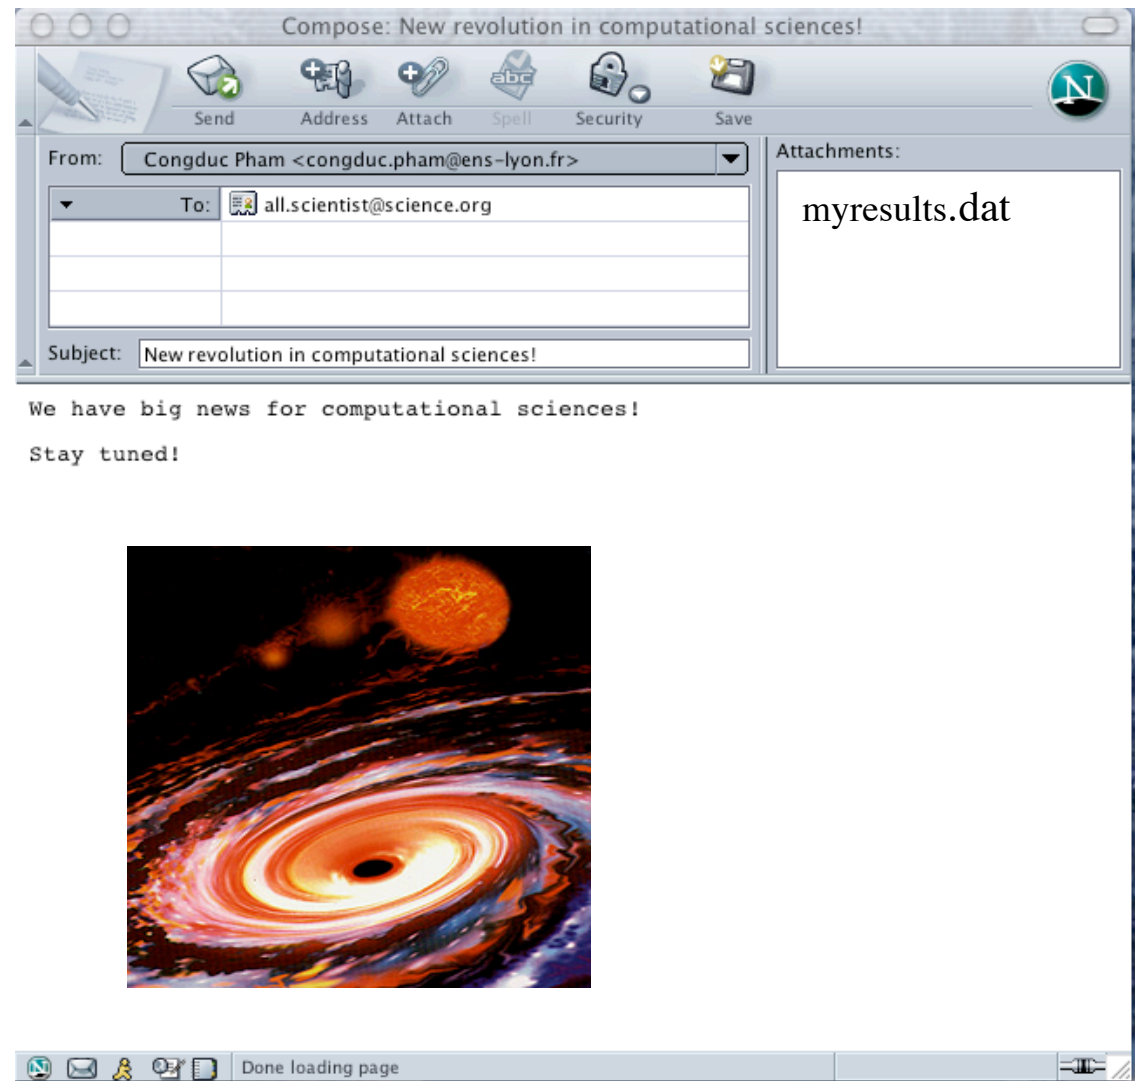 Compose: New revolution in computational sciences!
Send Address Attach Spell Security Save
abc
N
From: Congduc Pham <congduc.pham@ens-lyon.fr>
Attachments:
To: all.scientist@science.org
myresults.dat
Subject: New revolution in computational sciences!
We have big news for computational sciences!
Stay tuned!
Done loading page